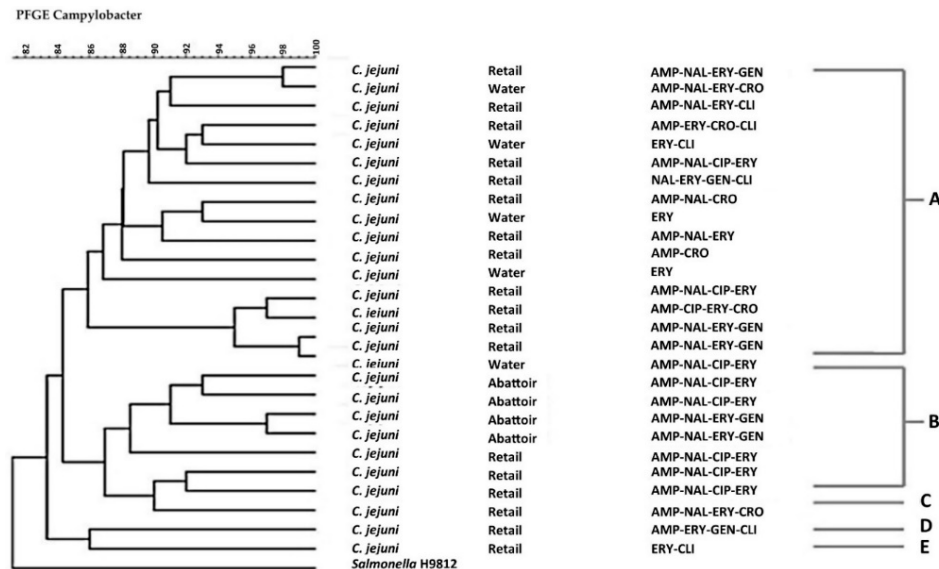 PFGE Campylobacter
82 84 86 88 90 92 94 96 98 100
C. jejuni Retail AMP-NAL-ERY-GEN
C. jejuni Water AMP-NAL-ERY-CRO
C. jejuni Retail AMP-NAL-ERY-CLI
C. jejuni Retail AMP-ERY-CRO-CLI
C. jejuni Water ERY-CLI
C. jejuni Retail AMP-NAL-CIP-ERY
C. jejuni Retail NAL-ERY-GEN-CLI
C. jejuni Retail AMP-NAL-CRO A
C. jejuni Water ERY
C. jejuni Retail AMP-NAL-ERY
C. jejuni Retail AMP-CRO
C. jejuni Water ERY
C. jejuni Retail AMP-NAL-CIP-ERY
C. ieiuni Retail AMP-CIP-ERY-CRO
C. jejuni Retail AMP-NAL-ERY-GEN
C. jejuni Retail AMP-NAL-ERY-GEN
C. ieiuni Water AMP-NAL-CIP-ERY
C. jejuni Abattoir AMP-NAL-CIP-ERY
C. jejuni Abattoir AMP-NAL-CIP-ERY
C. jejuni Abattoir AMP-NAL-ERY-GEN B
C. jejuni Abattoir AMP-NAL-ERY-GEN
C. jejuni Retail AMP-NAL-CIP-ERY
C. jejuni Retail AMP-NAL-CIP-ERY
C. jejuni Retail AMP-NAL-CIP-ERY C
C. jejuni Retail AMP-NAL-ERY-CRO
C. jejuni Retail AMP-ERY-GEN-CLI D
C. jejuni Retail ERY-CLI E
Salmonella H9812